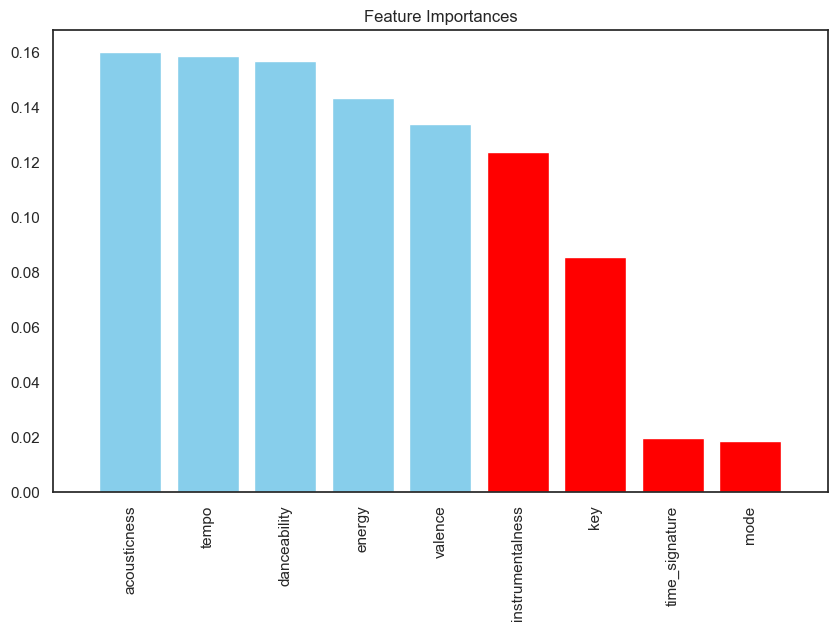 Feature Importances
0.16
0.14
0.12
0.10
0.08
0.06
0.04
0.02
0.00
acousticness
tempo
danceability
energy
valence
instrumentalness
key
time_signature
mode